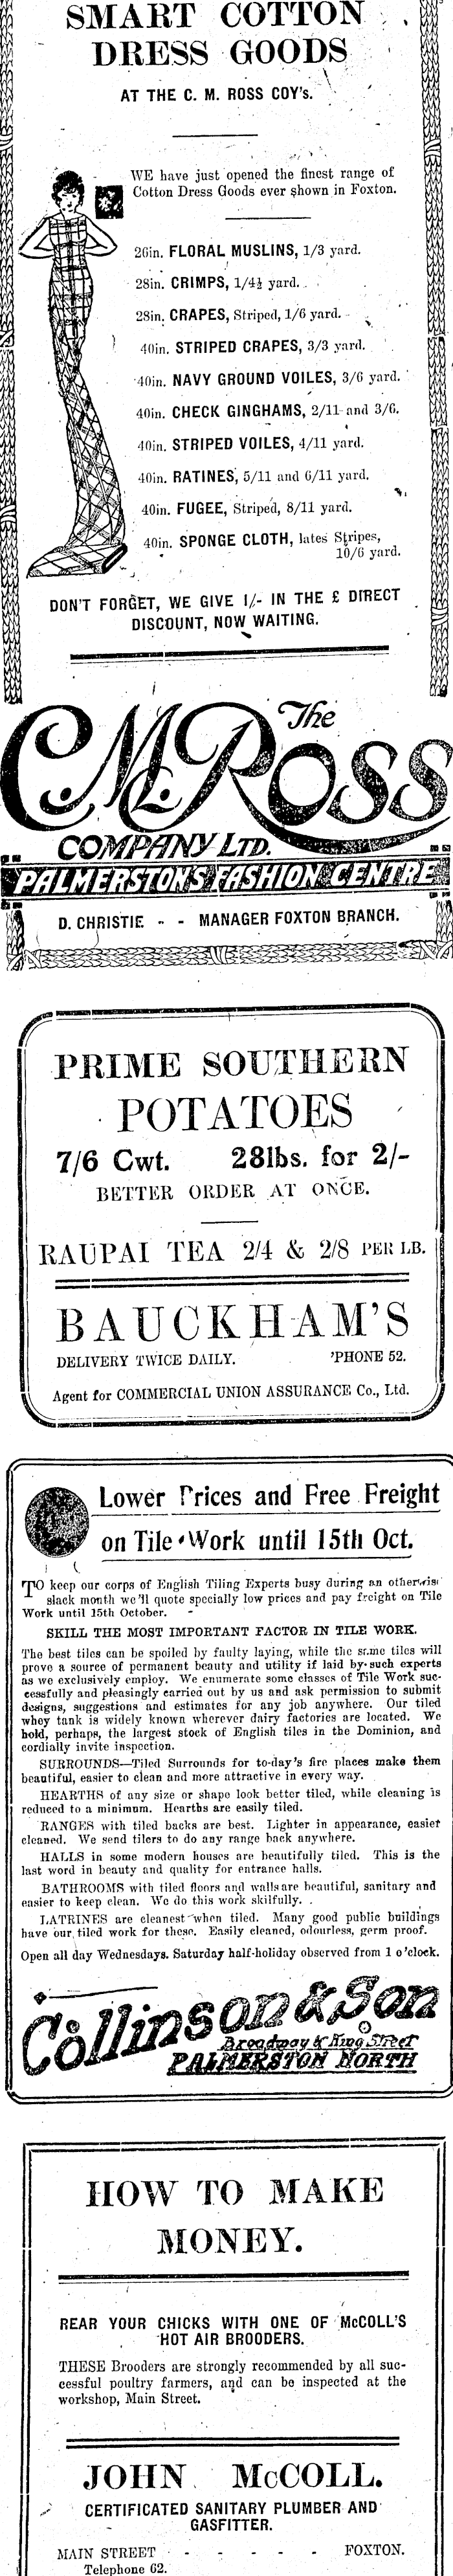 SMART COTTON
DRESS GOODS
AT THE C. M. ROSS COY's.
WE have just opened the finest range of
Cotton Dress Goods ever shown in Foxton.
26in. FLORAL MUSLINS, 1/3 yard.
28in. CRIMPS, 1/4½ yard.
28in. CRAPES, Striped, 1/6 yard.
40in. STRIPED CRAPES, 3/3 yard.
40in. NAVY GROUND VOILES, 3/6 yard.
40in. CHECK GINGHAMS, 2/11 and 3/6.
40in. STRIPED VOILES, 4/11 yard.
40in. RATINES, 5/11 and 6/11 yard.
40in. FUGEE, Striped, 8/11 yard.
40in. SPONGE CLOTH, lates Stripes,
10/6 yard.
DON'T FORGET, WE GIVE 1/- IN THE £ DIRECT
DISCOUNT, NOW WAITING.
The
C.M. Ross
COMPANY LTD.
PALMERSTON'S FASHION CENTRE
D. CHRISTIE - - MANAGER FOXTON BRANCH.
PRIME SOUTHERN
POTATOES
7/6 Cwt. 28lbs. for 2/-
BETTER ORDER AT ONCE.
RAUPAI TEA 2/4 & 2/8 PER LB.
BAUCKHAM'S
DELIVERY TWICE DAILY. 'PHONE 52.
Agent for COMMERCIAL UNION ASSURANCE Co., Ltd.
Lower Prices and Free Freight
on Tile Work until 15th Oct.
TO keep our corps of English Tiling Experts busy during an otherwise
slack month we'll quote specially low prices and pay freight on Tile
Work until 15th October.
SKILL THE MOST IMPORTANT FACTOR IN TILE WORK.
The best tiles can be spoiled by faulty laying, while the same tiles will
prove a source of permanent beauty and utility if laid by such experts
as we exclusively employ. We enumerate some classes of Tile Work suc-
cessfully and pleasingly carried out by us and ask permission to submit
designs, suggestions and estimates for any job anywhere. Our tiled
whey tank is widely known wherever dairy factories are located. We
hold, perhaps, the largest stock of English tiles in the Dominion, and
cordially invite inspection.
SURROUNDS—Tiled Surrounds for to-day's fire places make them
beautiful, easier to clean and more attractive in every way.
HEARTHS of any size or shape look better tiled, while cleaning is
reduced to a minimum. Hearths are easily tiled.
RANGES with tiled backs are best. Lighter in appearance, easier
cleaned. We send tilers to do any range back anywhere.
HALLS in some modern houses are beautifully tiled. This is the
last word in beauty and quality for entrance halls.
BATHROOMS with tiled floors and walls are beautiful, sanitary and
easier to keep clean. We do this work skilfully.
LATRINES are cleanest when tiled. Many good public buildings
have our tiled work for these. Easily cleaned, odourless, germ proof.
Open all day Wednesdays. Saturday half-holiday observed from 1 o'clock.
Collinson & Son
Broadway & King Street
PALMERSTON NORTH
HOW TO MAKE
MONEY.
REAR YOUR CHICKS WITH ONE OF McCOLL'S
HOT AIR BROODERS.
THESE Brooders are strongly recommended by all suc-
cessful poultry farmers, and can be inspected at the
workshop, Main Street.
JOHN McCOLL.
CERTIFICATED SANITARY PLUMBER AND
GASFITTER.
MAIN STREET - - - - - FOXTON.
Telephone 62.